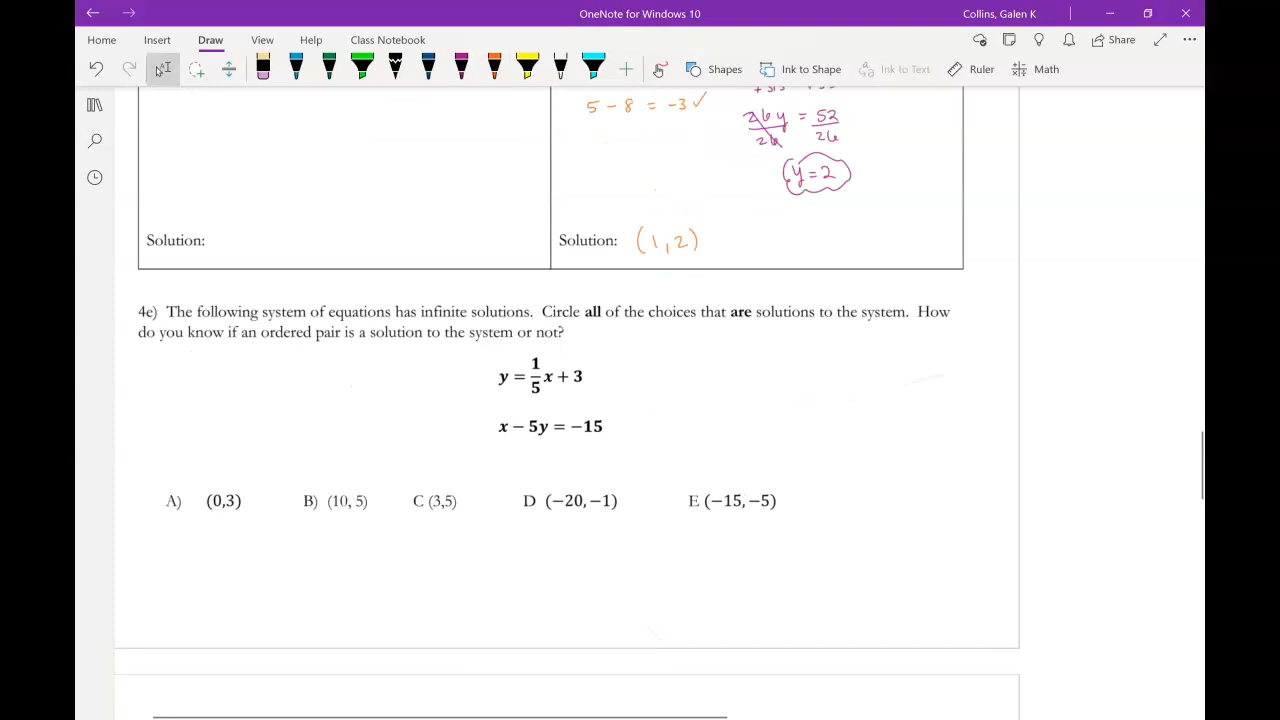 OneNote for Windows 10
Collins, Galen K
Home Insert Draw View Help Class Notebook
Share
Shapes Ink to Shape Ink to Text Ruler Math
5 - 8 = -3 ✓
26y = 52
26 26
y = 2
Solution:
Solution: (1, 2)
4e) The following system of equations has infinite solutions. Circle all of the choices that are solutions to the system. How
do you know if an ordered pair is a solution to the system or not?
y = 1/5 x + 3
x − 5y = −15
A) (0,3) B) (10, 5) C (3,5) D (−20, −1) E (−15, −5)